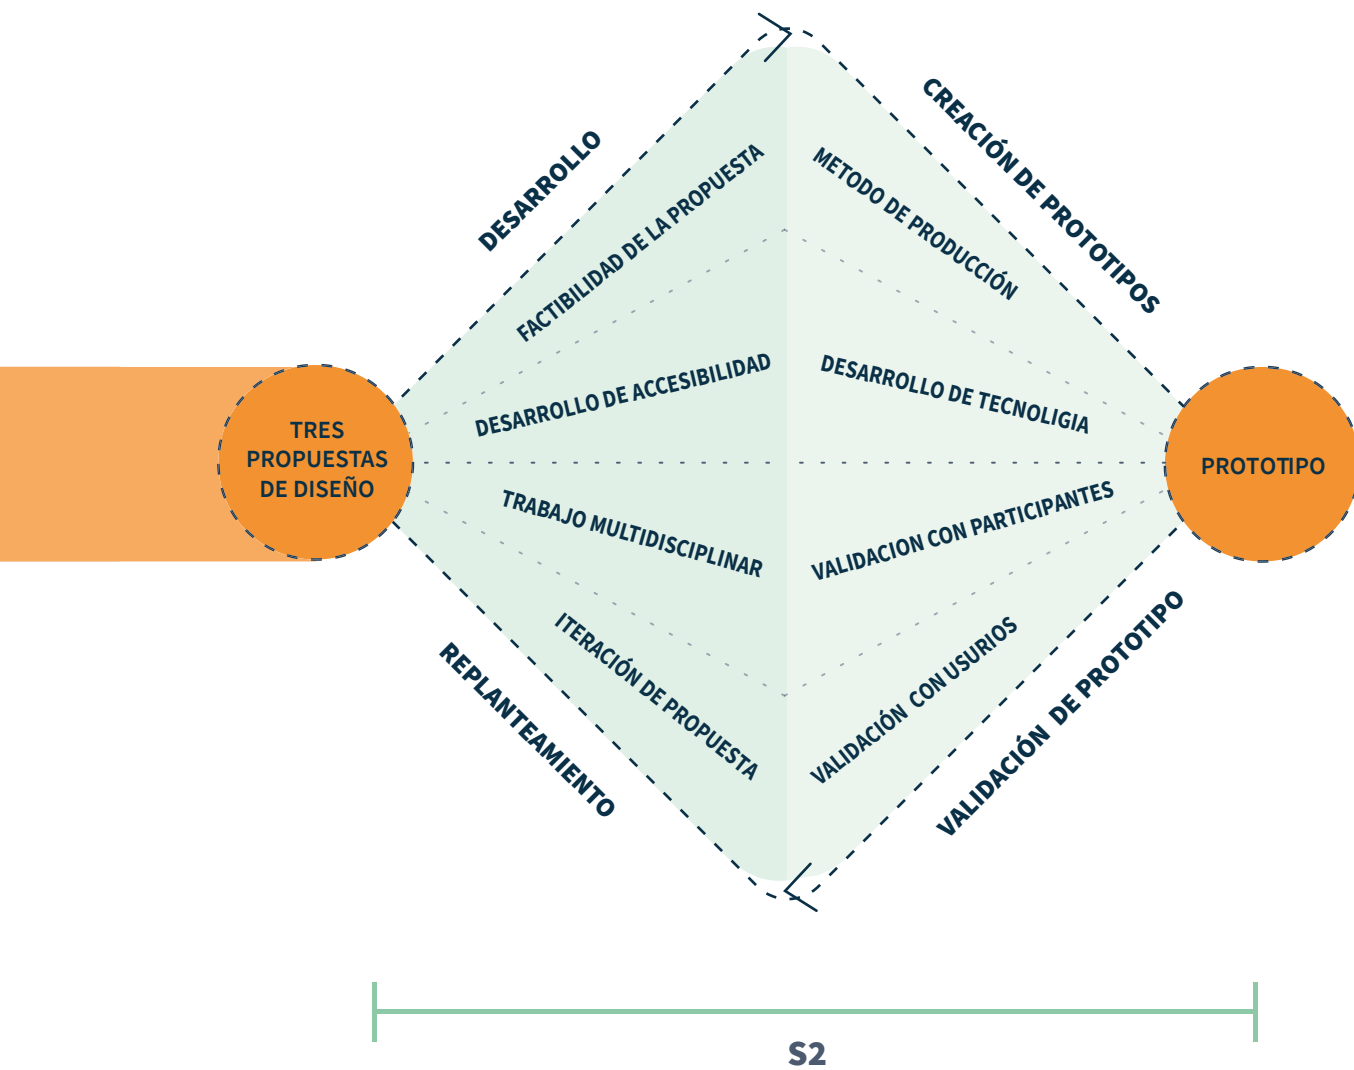 DESARROLLO
CREACIÓN DE PROTOTIPOS
FACTIBILIDAD DE LA PROPUESTA
METODO DE PRODUCCIÓN
DESARROLLO DE ACCESIBILIDAD
DESARROLLO DE TECNOLIGIA
TRES
PROPUESTAS
DE DISEÑO
PROTOTIPO
TRABAJO MULTIDISCIPLINAR
VALIDACION CON PARTICIPANTES
ITERACIÓN DE PROPUESTA
VALIDACIÓN CON USURIOS
REPLANTEAMIENTO
VALIDACIÓN DE PROTOTIPO
S2